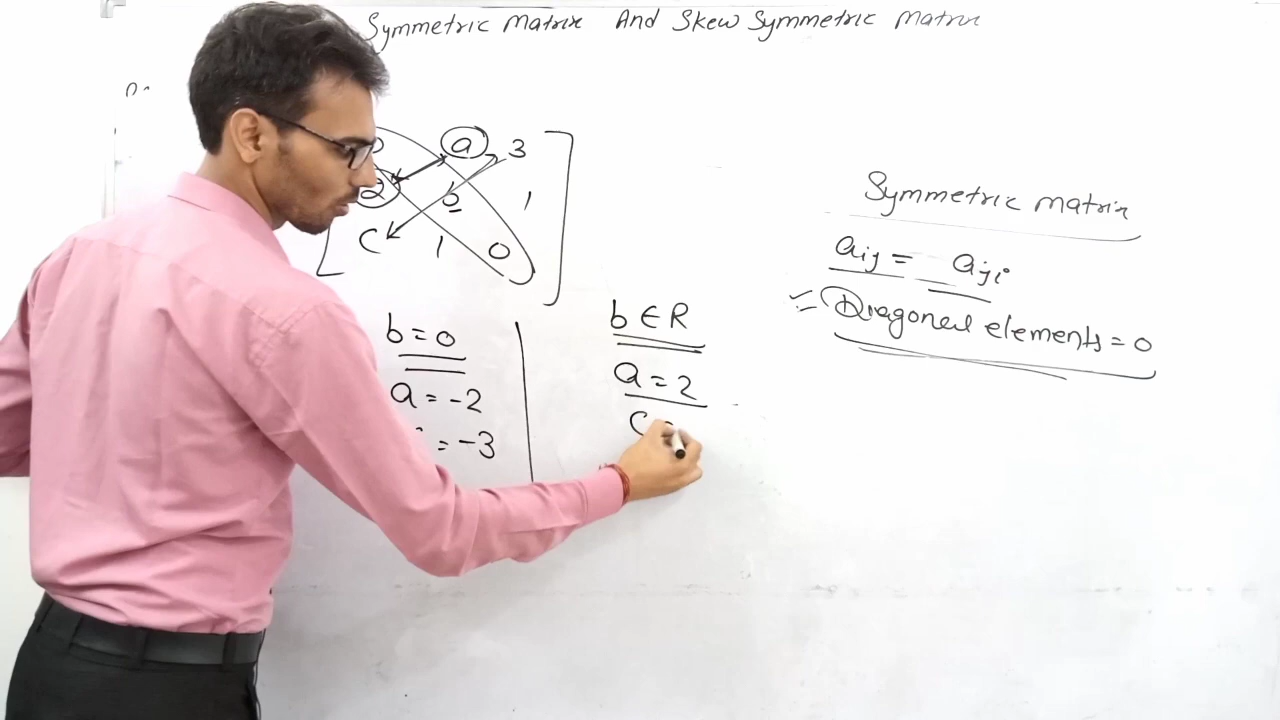 Symmetric Matrix And Skew Symmetric Matrix
a 3
2 b 1
C 1 0
b = 0
a = -2
= -3
b ∈ R
a = 2
C
Symmetric Matrix
aij = aji
Diagonal elements = 0